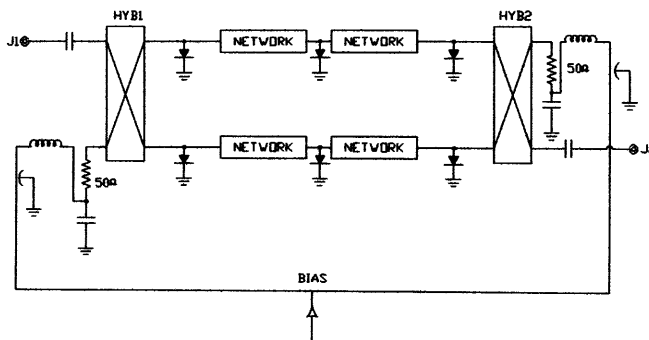 HYB1
HYB2
J1
NETWORK
NETWORK
50Ω
NETWORK
NETWORK
J
50Ω
BIAS